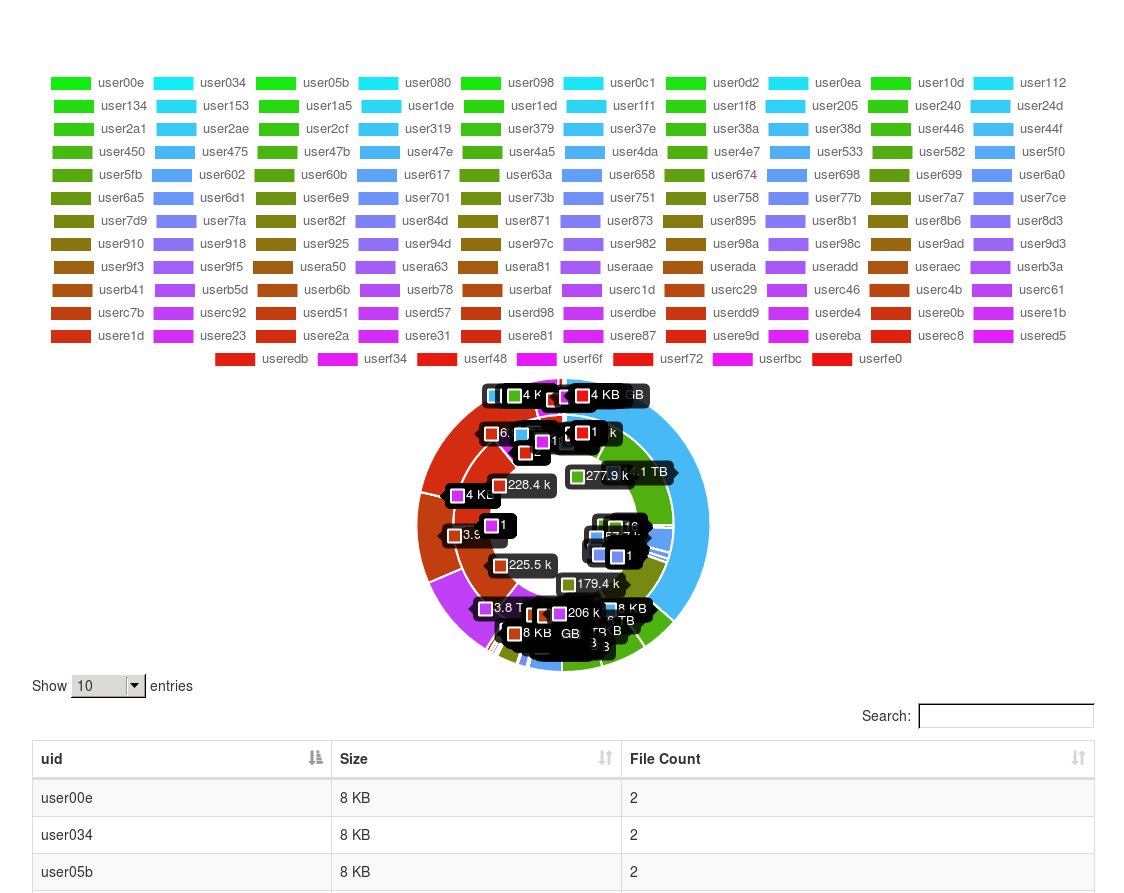 user00e user034 user05b user080 user098 user0c1 user0d2 user0ea user10d user112
user134 user153 user1a5 user1de user1ed user1f1 user1f8 user205 user240 user24d
user2a1 user2ae user2cf user319 user379 user37e user38a user38d user446 user44f
user450 user475 user47b user47e user4a5 user4da user4e7 user533 user582 user5f0
user5fb user602 user60b user617 user63a user658 user674 user698 user699 user6a0
user6a5 user6d1 user6e9 user701 user73b user751 user758 user77b user7a7 user7ce
user7d9 user7fa user82f user84d user871 user873 user895 user8b1 user8b6 user8d3
user910 user918 user925 user94d user97c user982 user98a user98c user9ad user9d3
user9f3 user9f5 usera50 usera63 usera81 useraae userada useradd useraec userb3a
userb41 userb5d userb6b userb78 userbaf userc1d userc29 userc46 userc4b userc61
userc7b userc92 userd51 userd57 userd98 userdbe userdd9 userde4 usere0b usere1b
usere1d usere23 usere2a usere31 usere81 usere87 usere9d usereba userec8 usered5
useredb userf34 userf48 userf6f userf72 userfbc userfe0
4 KB GB
1 k
277.9 k
228.4 k
4 KB
1
16
1
225.5 k
179.4 k
206 k
8 KB
8 KB GB
Show 10 entries
Search:
uid Size File Count
user00e 8 KB 2
user034 8 KB 2
user05b 8 KB 2